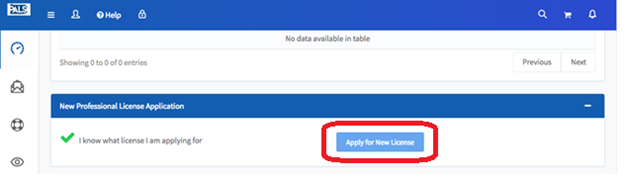 PALS
Help
No data available in table
Showing 0 to 0 of 0 entries
Previous Next
New Professional License Application
I know what license I am applying for
Apply for New License